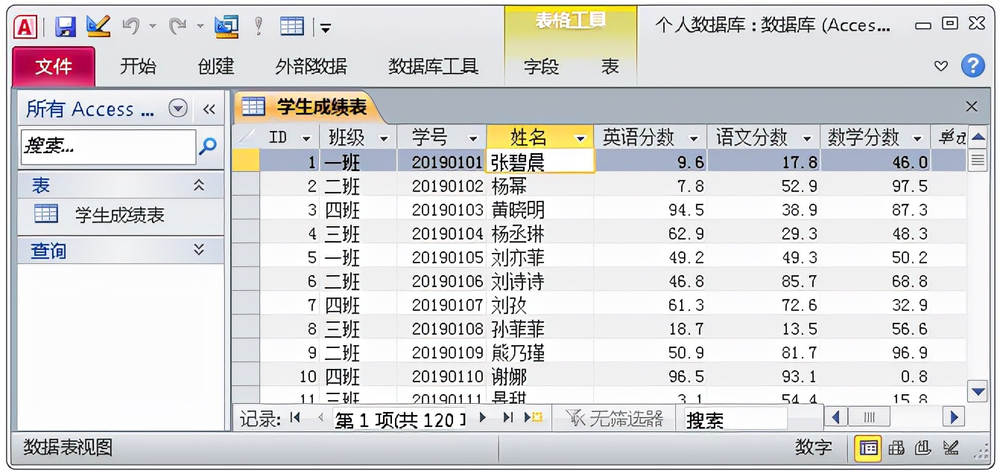 表格工具
个人数据库 : 数据库 (Acces...
文件 开始 创建 外部数据 数据库工具 字段 表
所有 Access ...
搜索...
表
学生成绩表
查询
学生成绩表
ID 班级 学号 姓名 英语分数 语文分数 数学分数
1 一班 20190101 张碧晨 9.6 17.8 46.0
2 二班 20190102 杨幂 7.8 52.9 97.5
3 四班 20190103 黄晓明 94.5 38.9 87.3
4 三班 20190104 杨丞琳 62.9 29.3 48.3
5 一班 20190105 刘亦菲 49.2 49.3 50.2
6 二班 20190106 刘诗诗 46.8 85.7 68.8
7 四班 20190107 刘孜 61.3 72.6 32.9
8 三班 20190108 孙菲菲 18.7 13.5 56.6
9 二班 20190109 熊乃瑾 50.9 81.7 96.9
10 四班 20190110 谢娜 96.5 93.1 0.8
11 三班 20190111 3.1 54.4 15.8
记录: 第 1 项(共 120 无筛选器 搜索
数据表视图 数字